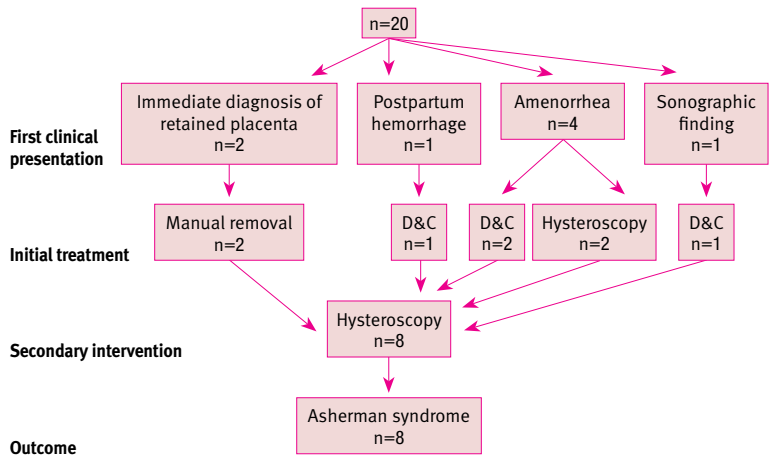 n=20
First clinical
presentation
Immediate diagnosis of
retained placenta
n=2
Postpartum
hemorrhage
n=1
Amenorrhea
n=4
Sonographic
finding
n=1
Initial treatment
Manual removal
n=2
D&C
n=1
D&C
n=2
Hysteroscopy
n=2
D&C
n=1
Secondary intervention
Hysteroscopy
n=8
Outcome
Asherman syndrome
n=8